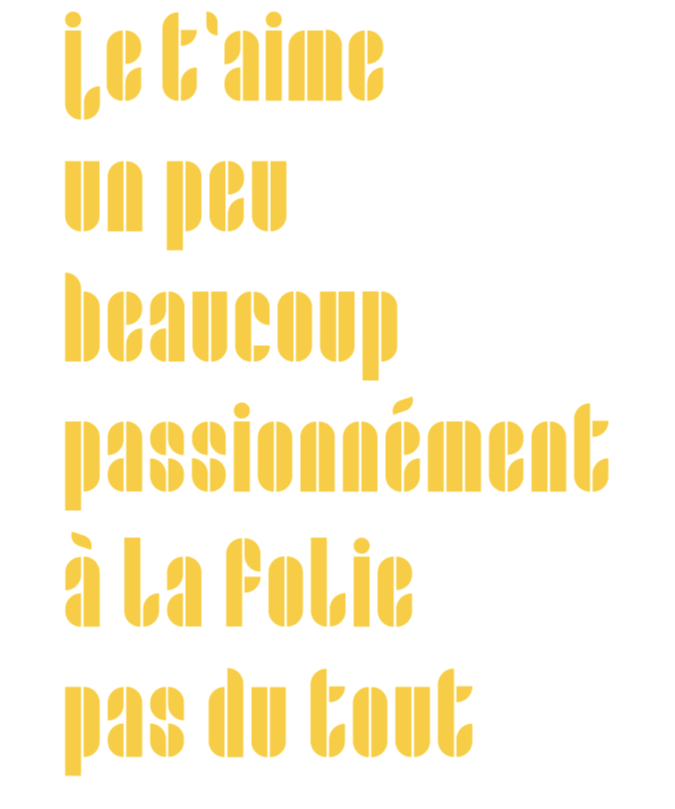 je t'aime
un peu
beaucoup
passionnément
à la folie
pas du tout